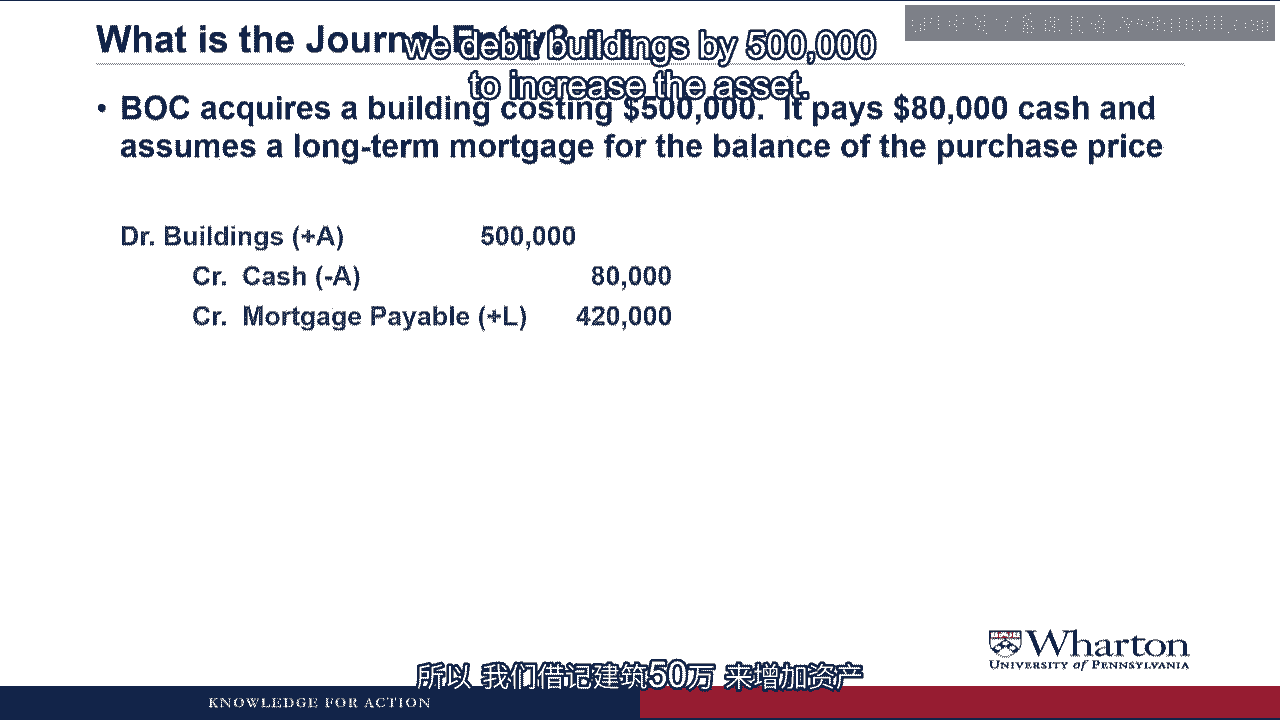 What is the Journal Entry?
we debit buildings by 500,000
to increase the asset.
• BOC acquires a building costing $500,000. It pays $80,000 cash and
assumes a long-term mortgage for the balance of the purchase price
Dr. Buildings (+A) 500,000
Cr. Cash (-A) 80,000
Cr. Mortgage Payable (+L) 420,000
Wharton
UNIVERSITY of PENNSYLVANIA
所以 我们借记建筑50万 来增加资产
KNOWLEDGE FOR ACTION